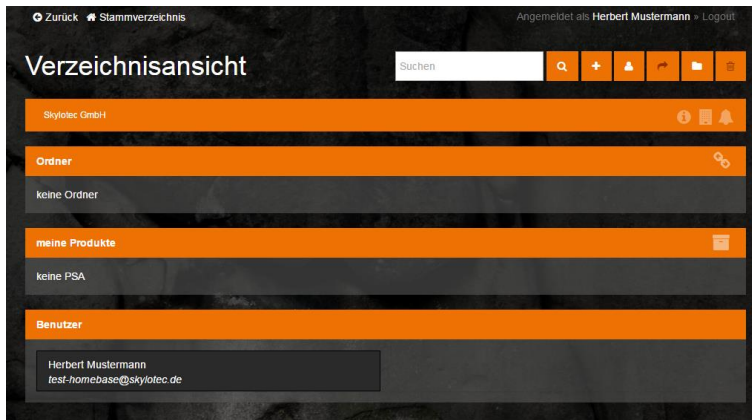 Zurück Stammverzeichnis
Angemeldet als Herbert Mustermann » Logout
Verzeichnisansicht
Suchen
Skylotec GmbH
Ordner
keine Ordner
meine Produkte
keine PSA
Benutzer
Herbert Mustermann
test-homebase@skylotec.de